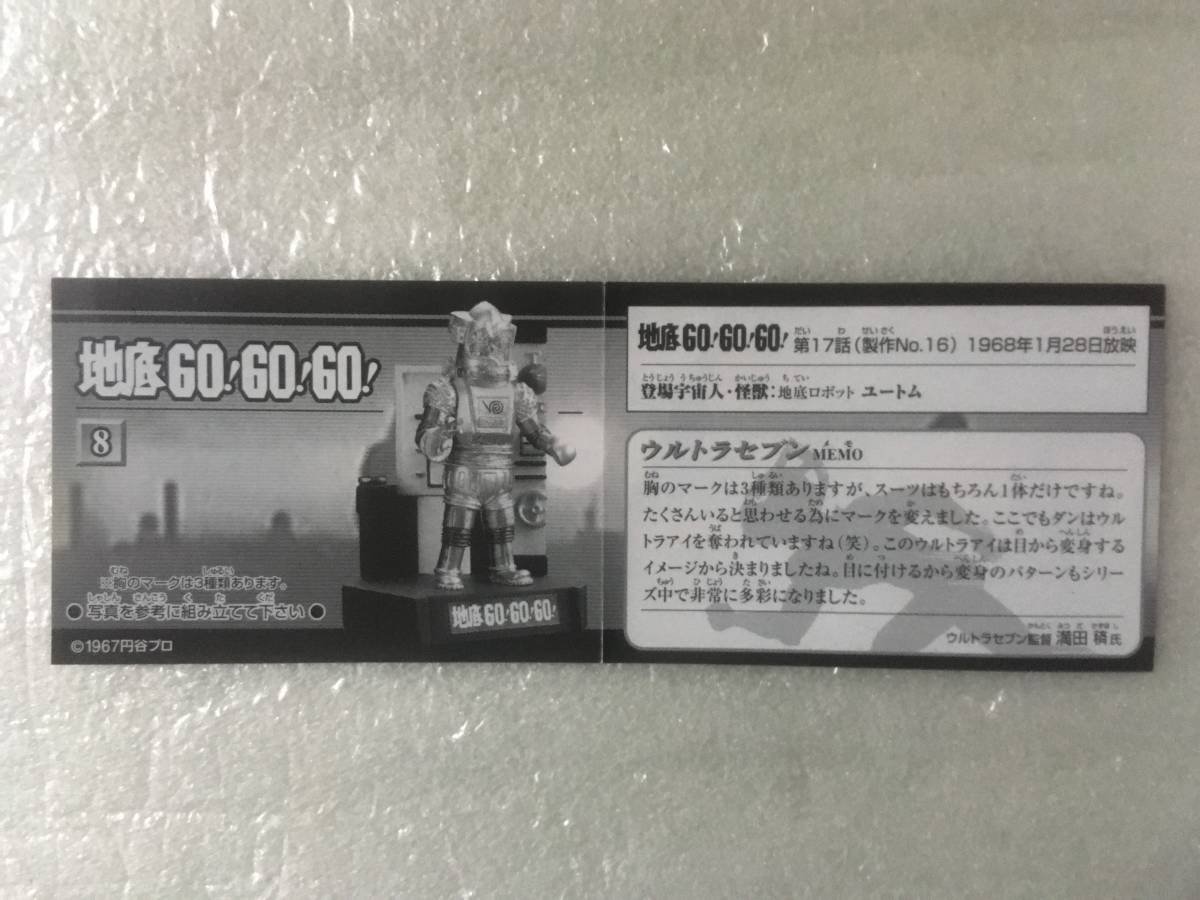 地底GO!GO!GO!
8
※胸のマークは3種類あります。
●写真を参考に組み立てて下さい●
©1967円谷プロ
地底GO!GO!GO!
地底GO!GO!GO! 第17話(製作No.16) 1968年1月28日放映
登場宇宙人・怪獣:地底ロボット ユートム
ウルトラセブンMEMO
胸のマークは3種類ありますが、スーツはもちろん1体だけですね。
たくさんいると思わせる為にマークを変えました。ここでもダンはウル
トラアイを奪われていますね(笑)。このウルトラアイは目から変身する
イメージから決まりましたね。目に付けるから変身のパターンもシリー
ズ中で非常に多彩になりました。
ウルトラセブン監督 満田 穧氏